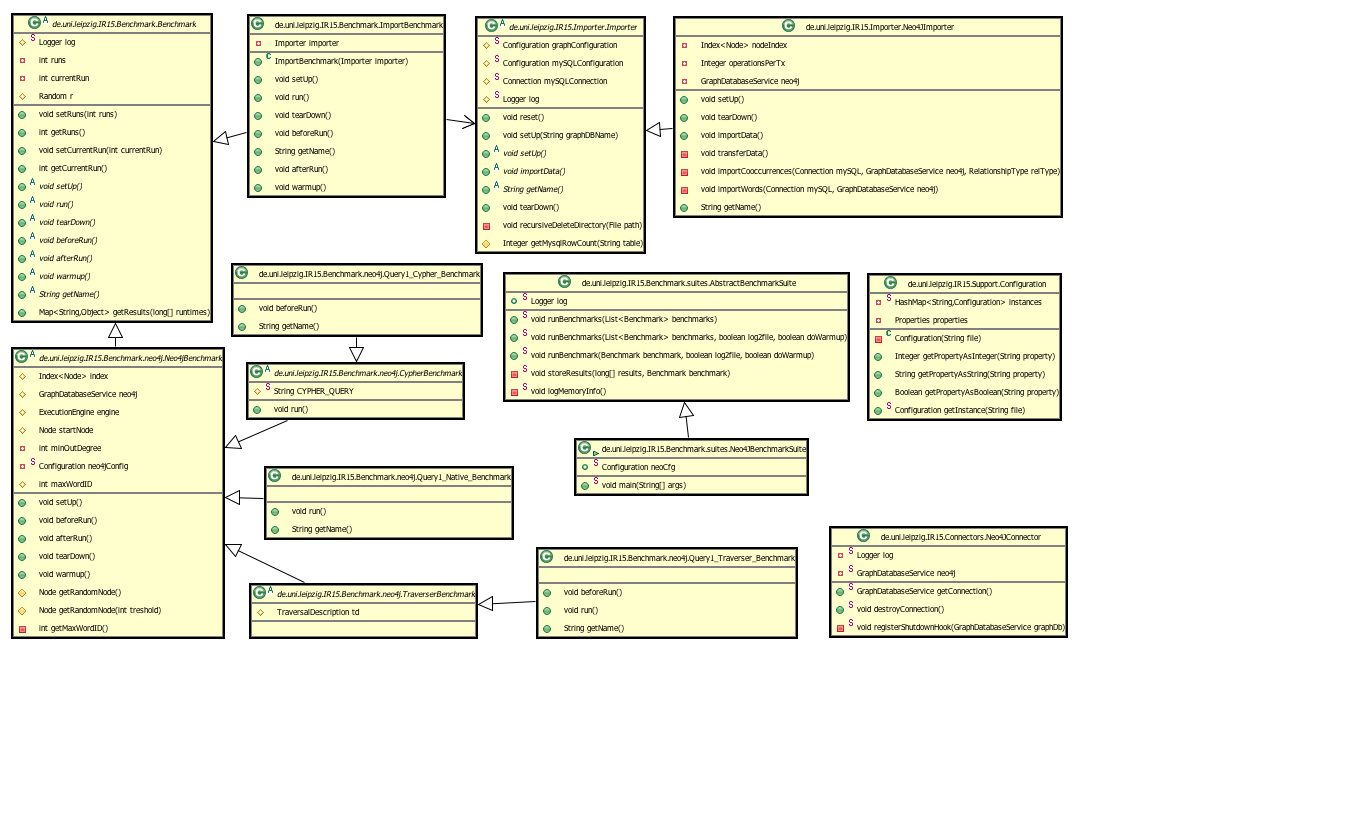 de.uni.leipzig.IR15.Benchmark.Benchmark
Logger log
int runs
int currentRun
Random r
void setRuns(int runs)
int getRuns()
void setCurrentRun(int currentRun)
int getCurrentRun()
void setUp()
void run()
void tearDown()
void beforeRun()
void afterRun()
void warmup()
String getName()
Map<String,Object> getResults(long[] runtimes)
de.uni.leipzig.IR15.Benchmark.ImportBenchmark
Importer importer
ImportBenchmark(Importer importer)
void setUp()
void run()
void tearDown()
void beforeRun()
String getName()
void afterRun()
void warmup()
de.uni.leipzig.IR15.Importer.Importer
Configuration graphConfiguration
Configuration mySQLConfiguration
Connection mySQLConnection
Logger log
void reset()
void setUp(String graphDBName)
void setUp()
void importData()
String getName()
void tearDown()
void recursiveDeleteDirectory(File path)
Integer getMysqlRowCount(String table)
de.uni.leipzig.IR15.Importer.Neo4JImporter
Index<Node> nodeIndex
Integer operationsPerTx
GraphDatabaseService neo4j
void setUp()
void tearDown()
void importData()
void transferData()
void importCooccurrences(Connection mySQL, GraphDatabaseService neo4j, RelationshipType relType)
void importWords(Connection mySQL, GraphDatabaseService neo4j)
String getName()
de.uni.leipzig.IR15.Benchmark.neo4j.Query1_Cypher_Benchmark
void beforeRun()
String getName()
de.uni.leipzig.IR15.Benchmark.suites.AbstractBenchmarkSuite
Logger log
void runBenchmarks(List<Benchmark> benchmarks)
void runBenchmarks(List<Benchmark> benchmarks, boolean log2file, boolean doWarmup)
void runBenchmark(Benchmark benchmark, boolean log2file, boolean doWarmup)
void storeResults(long[] results, Benchmark benchmark)
void logMemoryInfo()
de.uni.leipzig.IR15.Support.Configuration
HashMap<String,Configuration> instances
Properties properties
Configuration(String file)
Integer getPropertyAsInteger(String property)
String getPropertyAsString(String property)
Boolean getPropertyAsBoolean(String property)
Configuration getInstance(String file)
de.uni.leipzig.IR15.Benchmark.neo4j.Neo4JBenchmark
Index<Node> index
GraphDatabaseService neo4j
ExecutionEngine engine
Node startNode
int minOutDegree
Configuration neo4jConfig
int maxWordID
void setUp()
void beforeRun()
void afterRun()
void tearDown()
void warmup()
Node getRandomNode()
Node getRandomNode(int treshold)
int getMaxWordID()
de.uni.leipzig.IR15.Benchmark.neo4j.CypherBenchmark
String CYPHER_QUERY
void run()
de.uni.leipzig.IR15.Benchmark.suites.Neo4JBenchmarkSuite
Configuration neoCfg
void main(String[] args)
de.uni.leipzig.IR15.Benchmark.neo4j.Query1_Native_Benchmark
void run()
String getName()
de.uni.leipzig.IR15.Benchmark.neo4j.TraverserBenchmark
TraversalDescription td
de.uni.leipzig.IR15.Benchmark.neo4j.Query1_Traverser_Benchmark
void beforeRun()
void run()
String getName()
de.uni.leipzig.IR15.Connectors.Neo4JConnector
Logger log
GraphDatabaseService neo4j
GraphDatabaseService getConnection()
void destroyConnection()
void registerShutdownHook(GraphDatabaseService graphDb)